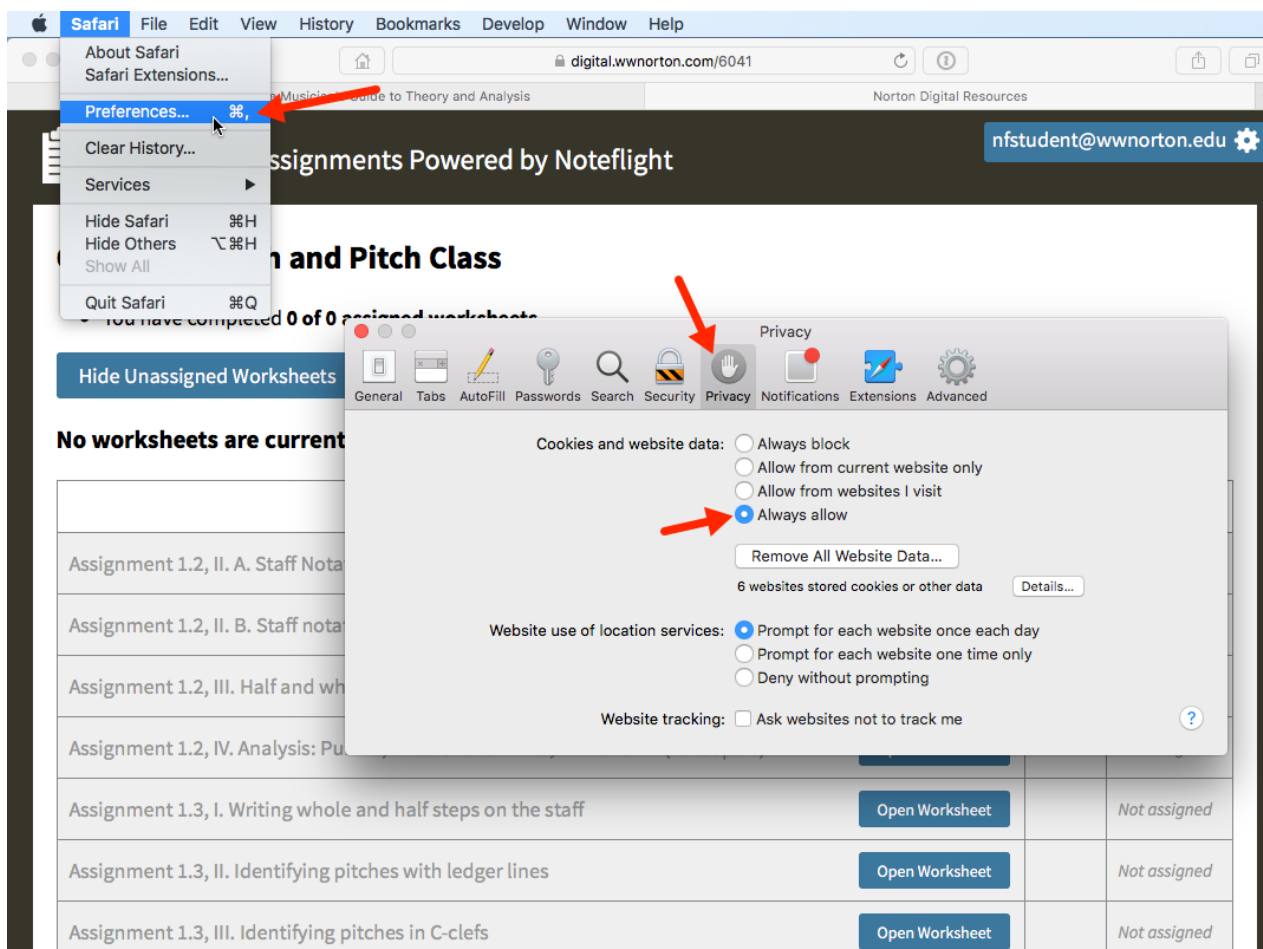 Safari File Edit View History Bookmarks Develop Window Help
About Safari
Safari Extensions...
Preferences... ⌘,
Clear History...
Services
Hide Safari ⌘H
Hide Others ⌥⌘H
Show All
Quit Safari ⌘Q
digital.wwnorton.com/6041
Guide to Theory and Analysis
Norton Digital Resources
ssignments Powered by Noteflight
nfstudent@wwnorton.edu
and Pitch Class
You have completed 0 of 0 assigned worksheets
Hide Unassigned Worksheets
No worksheets are current
Privacy
General Tabs AutoFill Passwords Search Security Privacy Notifications Extensions Advanced
Cookies and website data: Always block
Allow from current website only
Allow from websites I visit
Always allow
Remove All Website Data...
6 websites stored cookies or other data Details...
Website use of location services: Prompt for each website once each day
Prompt for each website one time only
Deny without prompting
Website tracking: Ask websites not to track me ?
Assignment 1.2, II. A. Staff Nota
Assignment 1.2, II. B. Staff nota
Assignment 1.2, III. Half and wh
Assignment 1.2, IV. Analysis: Pu
Assignment 1.3, I. Writing whole and half steps on the staff Open Worksheet Not assigned
Assignment 1.3, II. Identifying pitches with ledger lines Open Worksheet Not assigned
Assignment 1.3, III. Identifying pitches in C-clefs Open Worksheet Not assigned